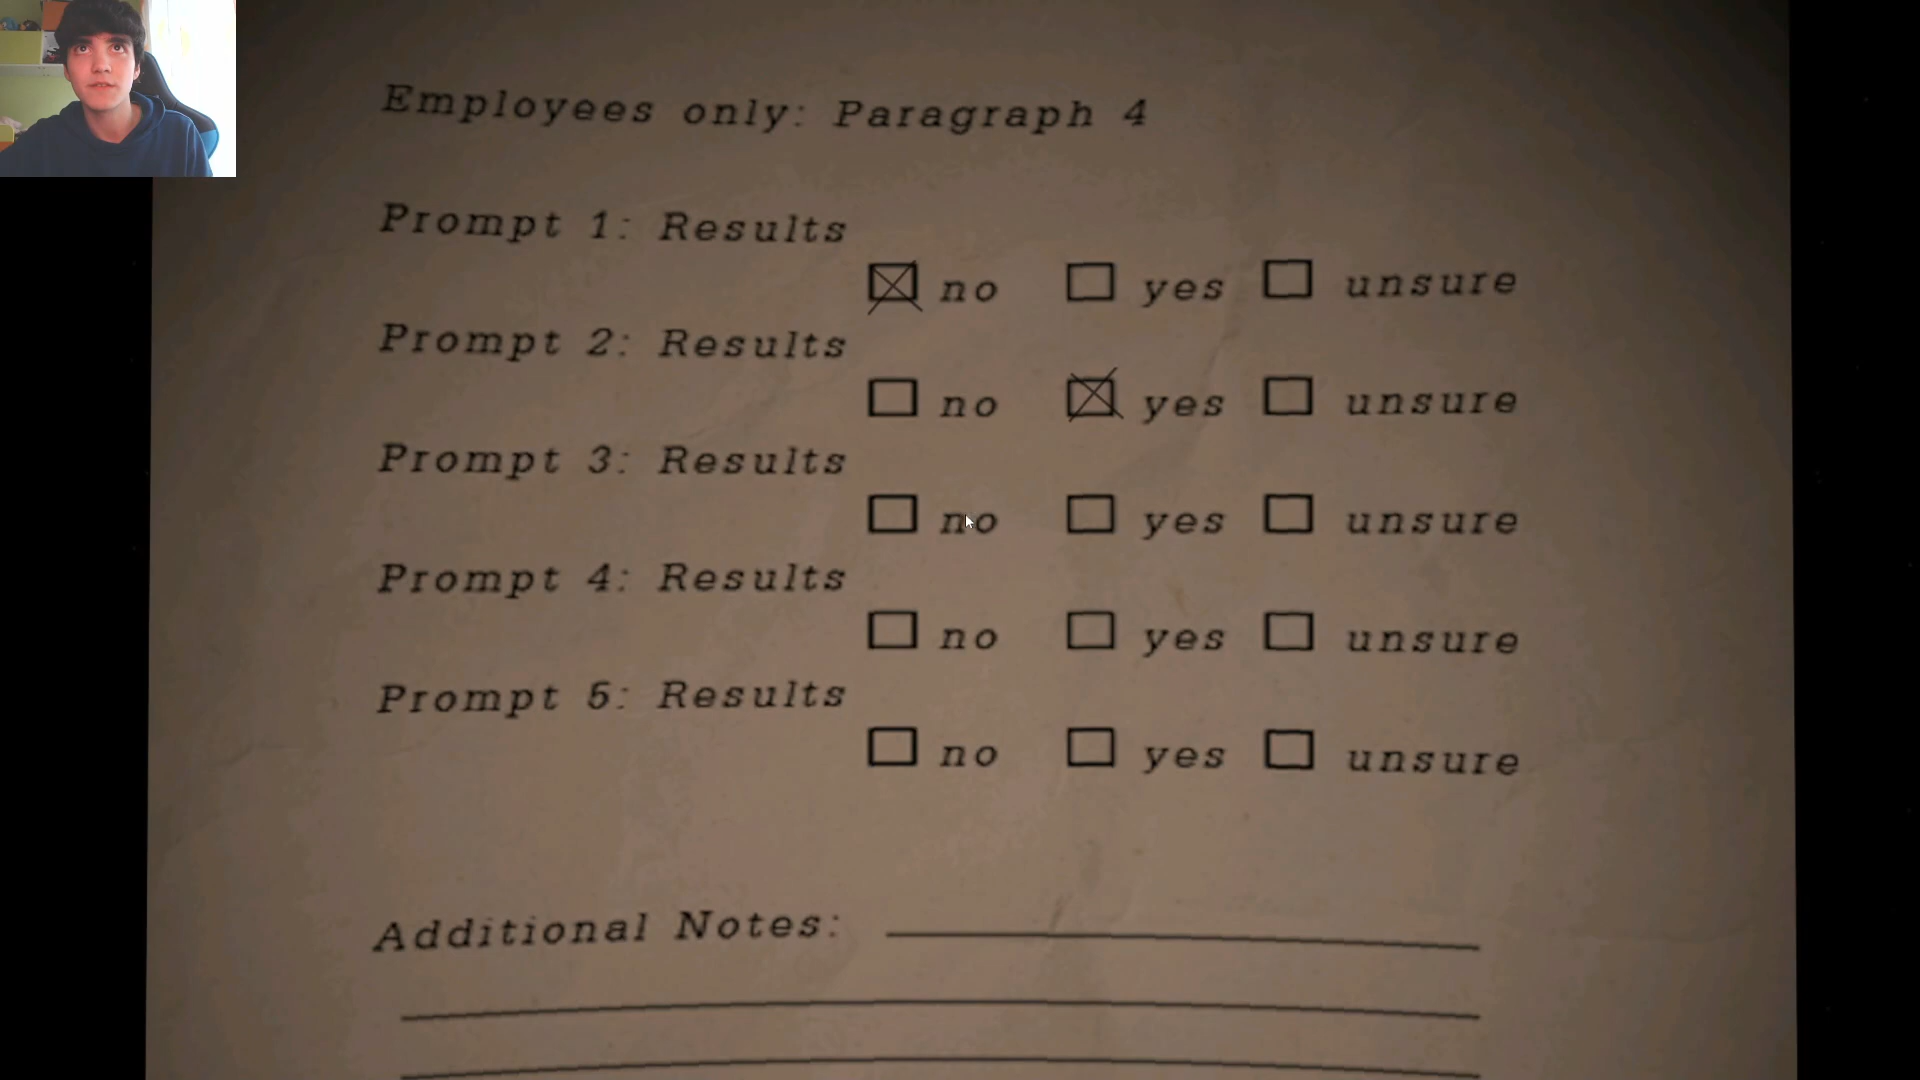 Employees only: Paragraph 4
Prompt 1: Results
no yes unsure
Prompt 2: Results
no yes unsure
Prompt 3: Results
no yes unsure
Prompt 4: Results
no yes unsure
Prompt 5: Results
no yes unsure
Additional Notes: